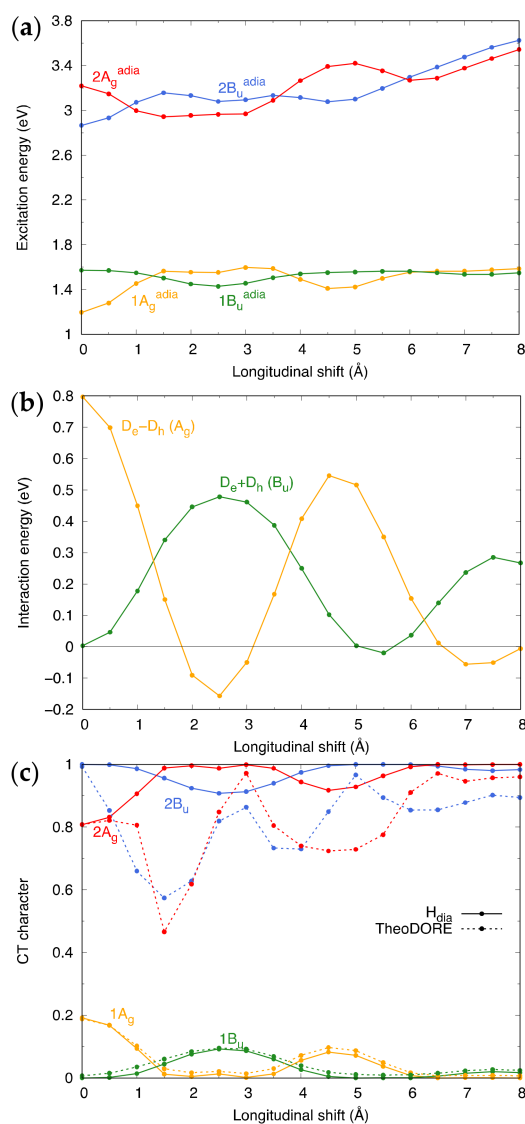 (a)
3.8
3.4
3
2.6
2.2
1.8
1.4
1
Excitation energy (eV)
2A_g^adia
2B_u^adia
1A_g^adia
1B_u^adia
0 1 2 3 4 5 6 7 8
Longitudinal shift (Å)
(b)
0.8
0.7
0.6
0.5
0.4
0.3
0.2
0.1
0
−0.1
−0.2
Interaction energy (eV)
D_e−D_h (A_g)
D_e+D_h (B_u)
0 1 2 3 4 5 6 7 8
Longitudinal shift (Å)
(c)
1
0.8
0.6
0.4
0.2
0
CT character
2B_u
2A_g
H_dia
TheoDORE
1A_g
1B_u
0 1 2 3 4 5 6 7 8
Longitudinal shift (Å)